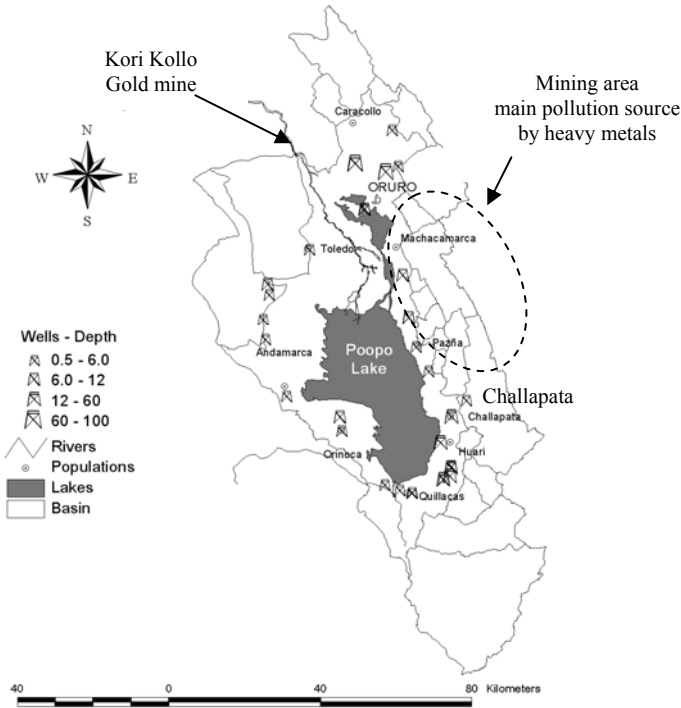 Kori Kollo
Gold mine
Mining area
main pollution source
by heavy metals
N
W
E
S
Caracollo
ORURO
Machacamarca
Toledo
Pazña
Andamarca
Poopo
Lake
Challapata
Challapata
Huari
Orinoca
Quillacas
Wells - Depth
0.5 - 6.0
6.0 - 12
12 - 60
60 - 100
Rivers
Populations
Lakes
Basin
40 0 40 80 Kilometers